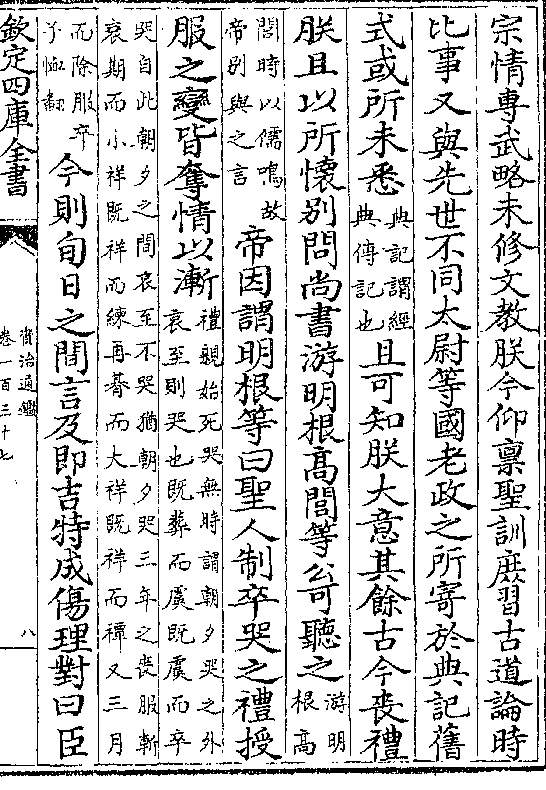 宗情專武略未修文教朕今仰禀聖訓庶習古道論時
比事又與先世不同太尉等國老政之所寄於典記舊
式或所未悉典記謂經典傳記也且可知朕大意其餘古今喪禮
朕且以所懷别問尚書游明根高閭等公可聽之游明根高
閭時以儒鳴故帝别與之言帝因謂明根等曰聖人制卒哭之禮授
服之變皆奪情以漸禮親始死哭無時謂朝夕哭之外哀至則哭也既葬而虞既虞而卒
哭自此朝夕之間哀至不哭猶朝夕哭三年之喪服斬衰期而小祥既祥而練再朞而大祥既祥而禫又三月
而除服卒子恤翻今則旬日之間言及即吉特成傷理對曰臣
欽定四庫全書
資治通鑑
卷一百三十七
八